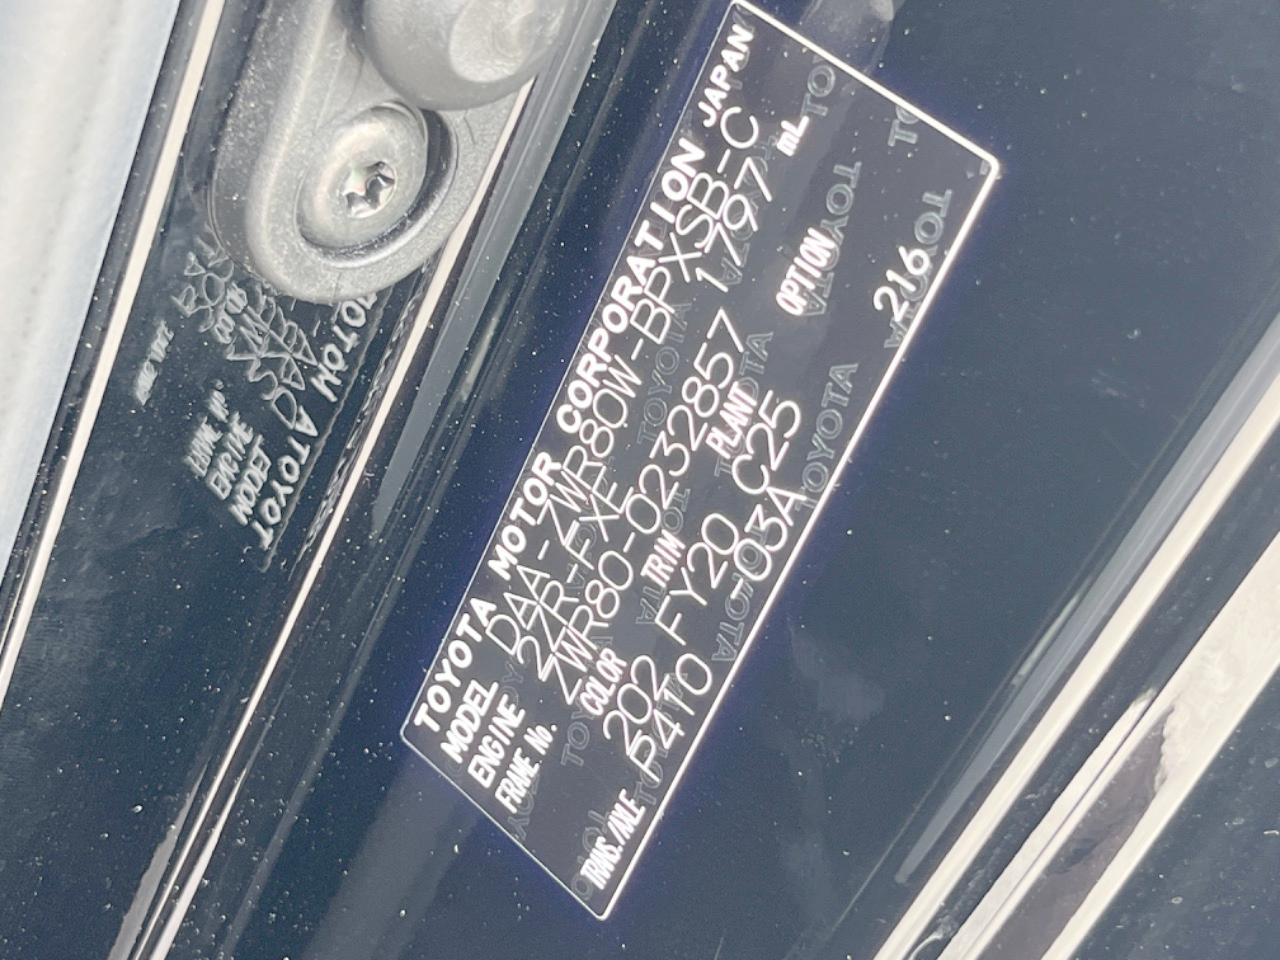 TOYOTA MOTOR CORPORATION JAPAN
MODEL DAA-ZWR80W-BPXSB-C
ENGINE 2ZR-FXE 1797 mL
FRAME No. ZWR80-0232857
COLOR TRIM PLANT OPTION
202 FY20 C25 216
TRANS./AXLE P410 -03A